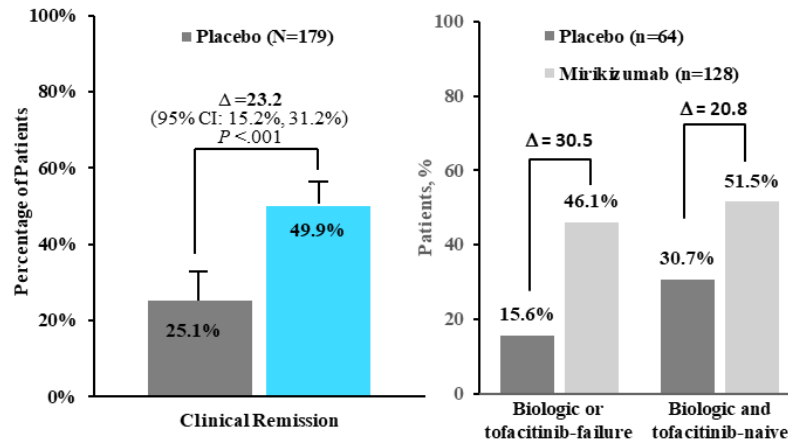 100%
80%
60%
40%
20%
0%
Percentage of Patients
Placebo (N=179)
Δ =23.2
(95% CI: 15.2%, 31.2%)
P <.001
25.1%
49.9%
Clinical Remission
100
80
60
40
20
0
Patients, %
Placebo (n=64)
Mirikizumab (n=128)
Δ = 30.5
Δ = 20.8
15.6%
46.1%
30.7%
51.5%
Biologic or
tofacitinib-failure
Biologic and
tofacitinib-naive